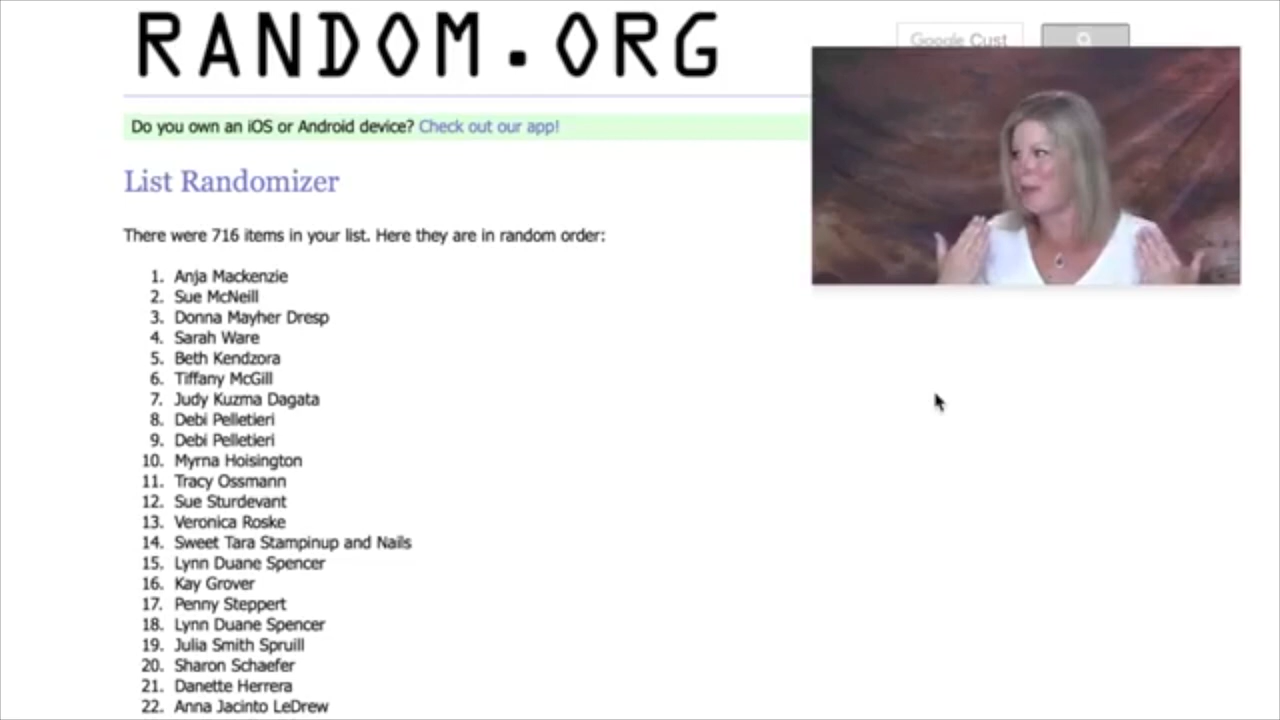 RANDOM.ORG
Google Cust
Do you own an iOS or Android device? Check out our app!
List Randomizer
There were 716 items in your list. Here they are in random order:
1. Anja Mackenzie
2. Sue McNeill
3. Donna Mayher Dresp
4. Sarah Ware
5. Beth Kendzora
6. Tiffany McGill
7. Judy Kuzma Dagata
8. Debi Pelletieri
9. Debi Pelletieri
10. Myrna Hoisington
11. Tracy Ossmann
12. Sue Sturdevant
13. Veronica Roske
14. Sweet Tara Stampinup and Nails
15. Lynn Duane Spencer
16. Kay Grover
17. Penny Steppert
18. Lynn Duane Spencer
19. Julia Smith Spruill
20. Sharon Schaefer
21. Danette Herrera
22. Anna Jacinto LeDrew